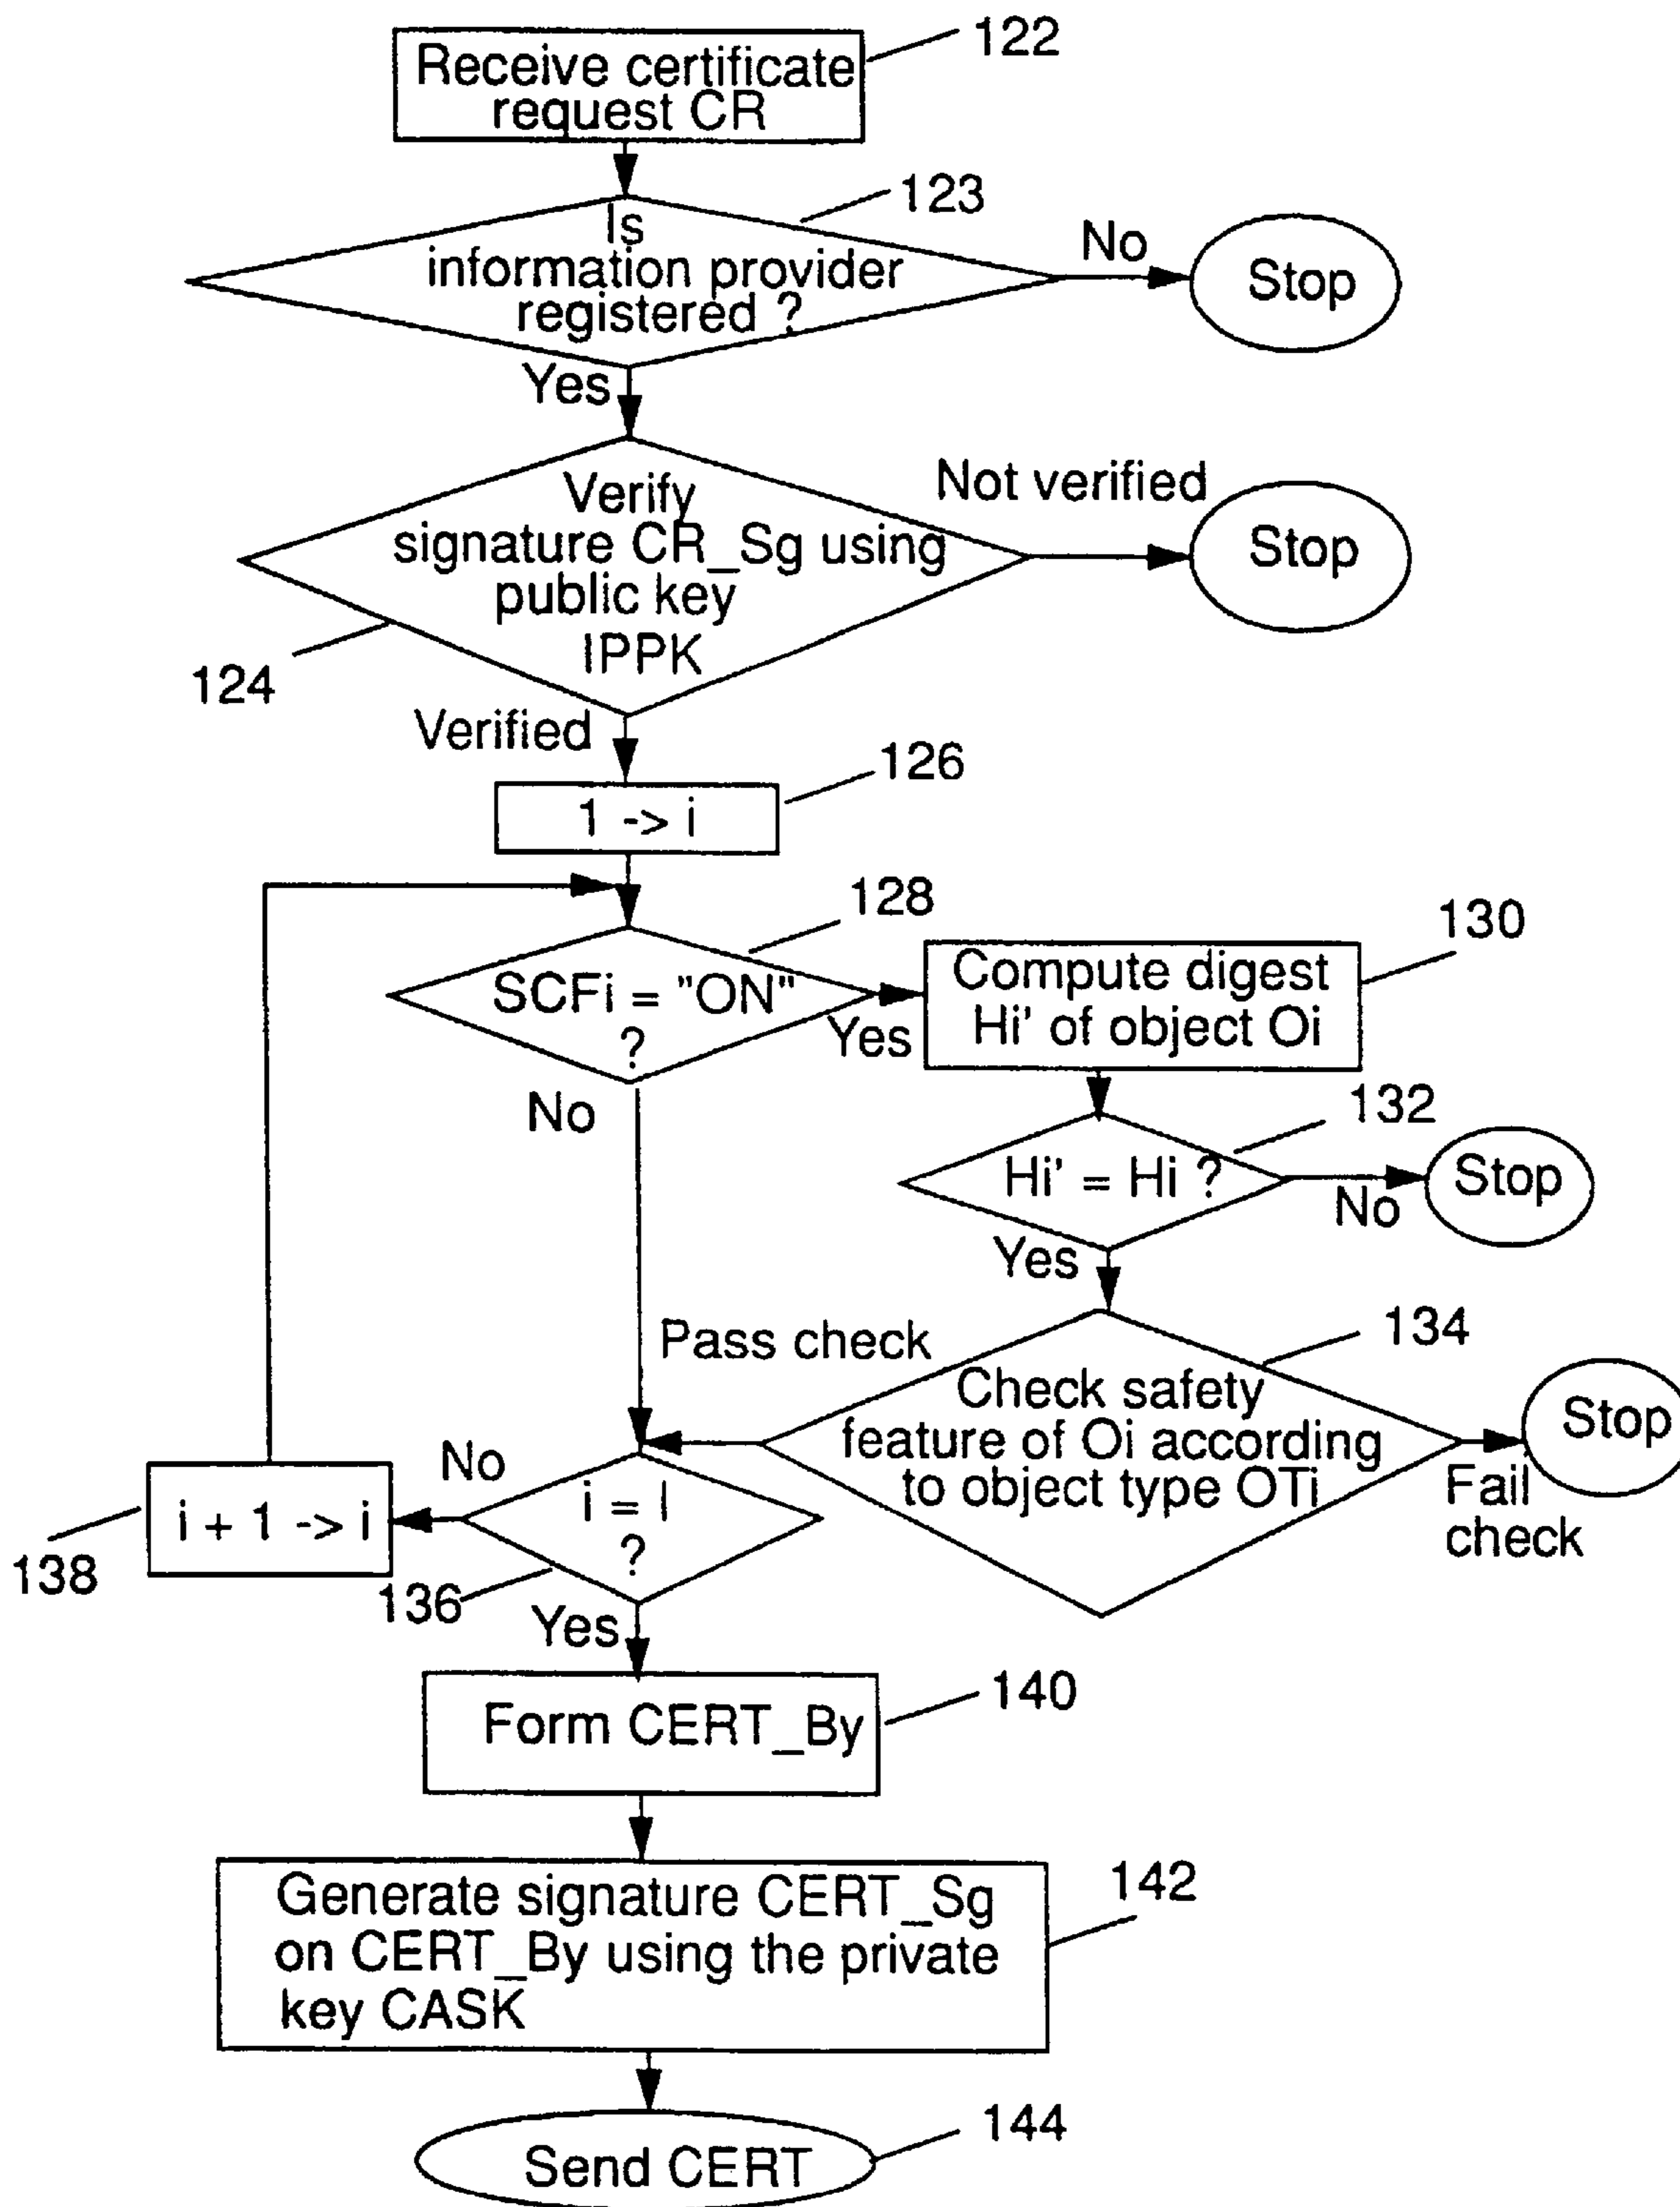 Receive certificate
request CR
122
Is
information provider
registered ?
123
No
Stop
Yes
Verify
signature CR_Sg using
public key
IPPK
124
Not verified
Stop
Verified
1 -> i
126
SCFi = "ON"
?
128
Yes
No
Compute digest
Hi' of object Oi
130
Hi' = Hi ?
132
No
Stop
Yes
Pass check
Check safety
feature of Oi according
to object type OTi
134
Stop
Fail
check
i = I
?
136
No
i + 1 -> i
138
Yes
Form CERT_By
140
Generate signature CERT_Sg
on CERT_By using the private
key CASK
142
Send CERT
144